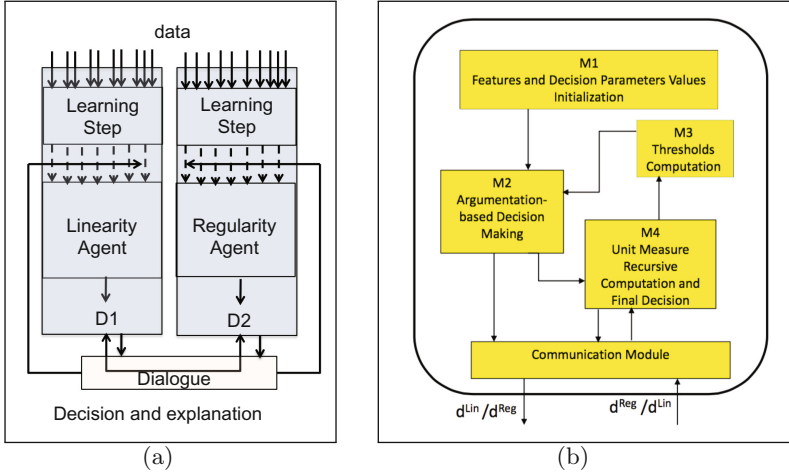 data
Learning
Step
Learning
Step
Linearity
Agent
Regularity
Agent
D1
D2
Dialogue
Decision and explanation
(a)
M1
Features and Decision Parameters Values
Initialization
M3
Thresholds
Computation
M2
Argumentation-
based Decision
Making
M4
Unit Measure
Recursive
Computation and
Final Decision
Communication Module
d^Lin/d^Reg
d^Reg/d^Lin
(b)